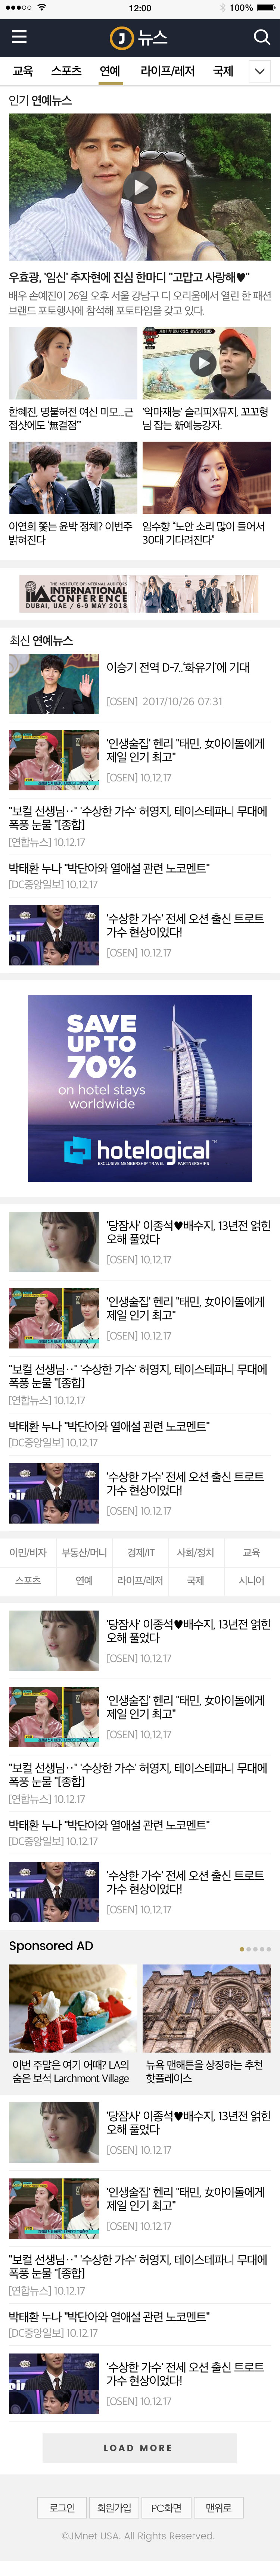 12:00
100%
J 뉴스
교육 스포츠 연예 라이프/레저 국제
인기 연예뉴스
우효광, '임신' 추자현에 진심 한마디 "고맙고 사랑해♥"
배우 손예진이 26일 오후 서울 강남구 디 오리움에서 열린 한 패션
브랜드 포토행사에 참석해 포토타임을 갖고 있다.
한혜진, 명불허전 여신 미모...근
접샷에도 '無결점'"
'악마재능' 슬리피X뮤지, 꼬꼬형
님 잡는 新예능강자.
이연희 쫓는 윤박 정체? 이번주
밝혀진다
임수향 "노안 소리 많이 들어서
30대 기다려진다"
THE INSTITUTE OF INTERNAL AUDITORS
IIA INTERNATIONAL
CONFERENCE
DUBAI, UAE / 6-9 MAY 2018
최신 연예뉴스
이승기 전역 D-7..'화유기'에 기대
[OSEN] 2017/10/26 07:31
'인생술집' 헨리 "태민, 女아이돌에게
제일 인기 최고"
[OSEN] 10.12.17
"보컬 선생님‥" '수상한 가수' 허영지, 테이스테파니 무대에
폭풍 눈물 "[종합]
[연합뉴스] 10.12.17
박태환 누나 "박단아와 열애설 관련 노코멘트"
[DC중앙일보] 10.12.17
'수상한 가수' 전세 오션 출신 트로트
가수 현상이었다!
[OSEN] 10.12.17
SAVE
UP TO
70%
on hotel stays
worldwide
hotelogical™
EXCLUSIVE MEMBERSHIP TRAVEL PARTNERSHIPS
'당잠사' 이종석♥배수지, 13년전 얽힌
오해 풀었다
[OSEN] 10.12.17
'인생술집' 헨리 "태민, 女아이돌에게
제일 인기 최고"
[OSEN] 10.12.17
"보컬 선생님‥" '수상한 가수' 허영지, 테이스테파니 무대에
폭풍 눈물 "[종합]
[연합뉴스] 10.12.17
박태환 누나 "박단아와 열애설 관련 노코멘트"
[DC중앙일보] 10.12.17
'수상한 가수' 전세 오션 출신 트로트
가수 현상이었다!
[OSEN] 10.12.17
이민/비자 부동산/머니 경제/IT 사회/정치 교육
스포츠 연예 라이프/레저 국제 시니어
'당잠사' 이종석♥배수지, 13년전 얽힌
오해 풀었다
[OSEN] 10.12.17
'인생술집' 헨리 "태민, 女아이돌에게
제일 인기 최고"
[OSEN] 10.12.17
"보컬 선생님‥" '수상한 가수' 허영지, 테이스테파니 무대에
폭풍 눈물 "[종합]
[연합뉴스] 10.12.17
박태환 누나 "박단아와 열애설 관련 노코멘트"
[DC중앙일보] 10.12.17
'수상한 가수' 전세 오션 출신 트로트
가수 현상이었다!
[OSEN] 10.12.17
Sponsored AD
이번 주말은 여기 어때? LA의
숨은 보석 Larchmont Village
뉴욕 맨해튼을 상징하는 추천
핫플레이스
'당잠사' 이종석♥배수지, 13년전 얽힌
오해 풀었다
[OSEN] 10.12.17
'인생술집' 헨리 "태민, 女아이돌에게
제일 인기 최고"
[OSEN] 10.12.17
"보컬 선생님‥" '수상한 가수' 허영지, 테이스테파니 무대에
폭풍 눈물 "[종합]
[연합뉴스] 10.12.17
박태환 누나 "박단아와 열애설 관련 노코멘트"
[DC중앙일보] 10.12.17
'수상한 가수' 전세 오션 출신 트로트
가수 현상이었다!
[OSEN] 10.12.17
LOAD MORE
로그인 회원가입 PC화면 맨위로
©JMnet USA. All Rights Reserved.